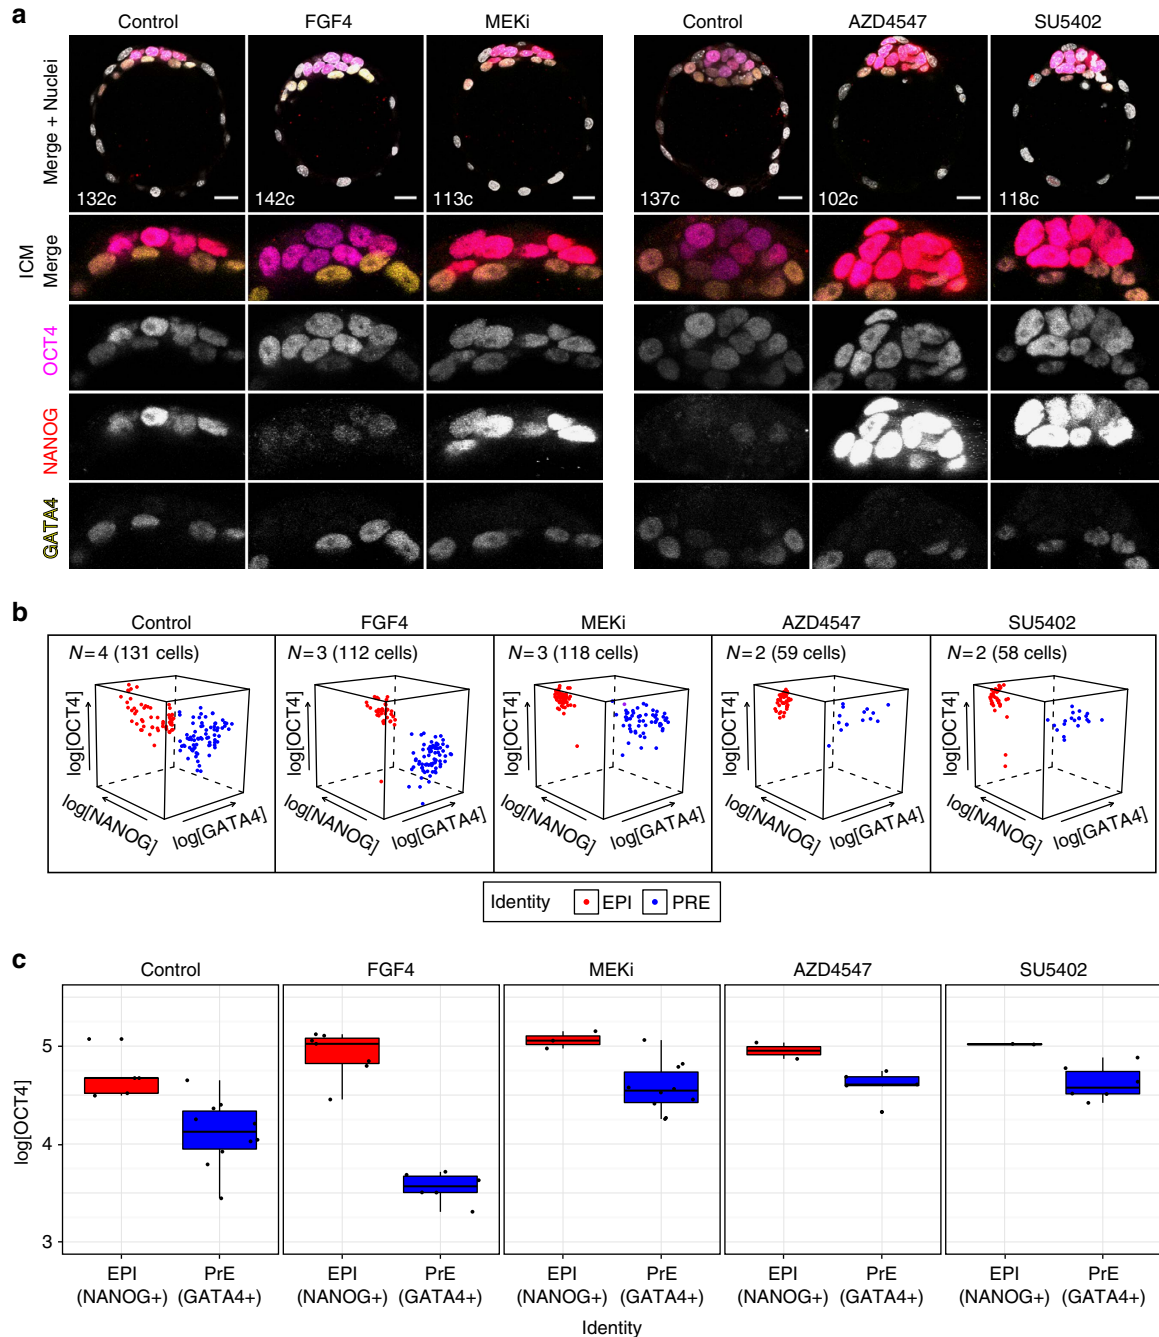 a
Control
FGF4
MEKi
Control
AZD4547
SU5402
Merge + Nuclei
132c
142c
113c
137c
102c
118c
ICM
Merge
OCT4
NANOG
GATA4
b
Control
FGF4
MEKi
AZD4547
SU5402
N=4 (131 cells)
N=3 (112 cells)
N=3 (118 cells)
N=2 (59 cells)
N=2 (58 cells)
log[OCT4]
log[NANOG]
log[GATA4]
log[OCT4]
log[NANOG]
log[GATA4]
log[OCT4]
log[NANOG]
log[GATA4]
log[OCT4]
log[NANOG]
log[GATA4]
log[OCT4]
log[NANOG]
log[GATA4]
Identity EPI PRE
c
Control
FGF4
MEKi
AZD4547
SU5402
log[OCT4]
5
4
3
EPI
(NANOG+)
PrE
(GATA4+)
EPI
(NANOG+)
PrE
(GATA4+)
EPI
(NANOG+)
PrE
(GATA4+)
EPI
(NANOG+)
PrE
(GATA4+)
EPI
(NANOG+)
PrE
(GATA4+)
Identity